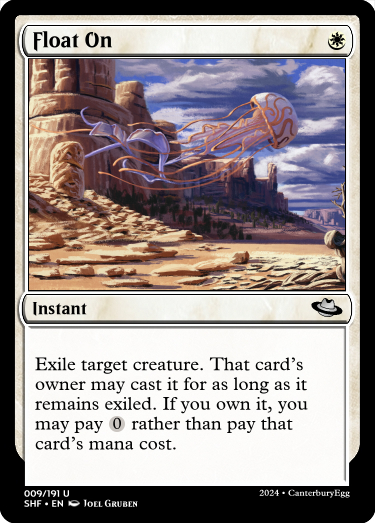 Float On
Instant
Exile target creature. That card's
owner may cast it for as long as it
remains exiled. If you own it, you
may pay 0 rather than pay that
card's mana cost.
009/191 U
SHF • EN Joel Gruben
2024 • CanterburyEgg